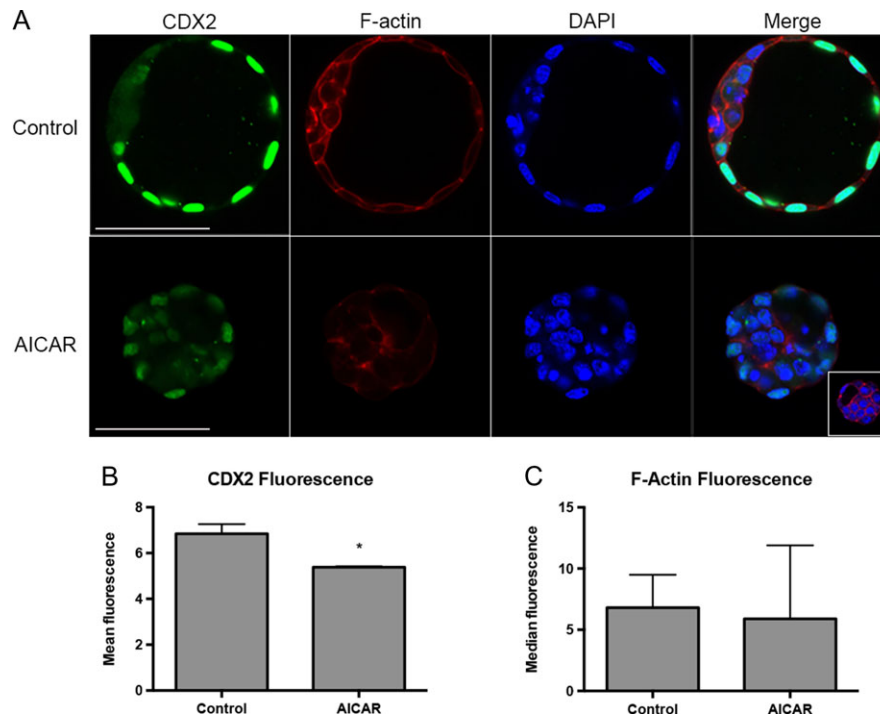 A
CDX2 F-actin DAPI Merge
Control
AICAR
B
CDX2 Fluorescence
Mean fluorescence
8
6
4
2
0
*
Control AICAR
C
F-Actin Fluorescence
Median fluorescence
15
10
5
0
Control AICAR